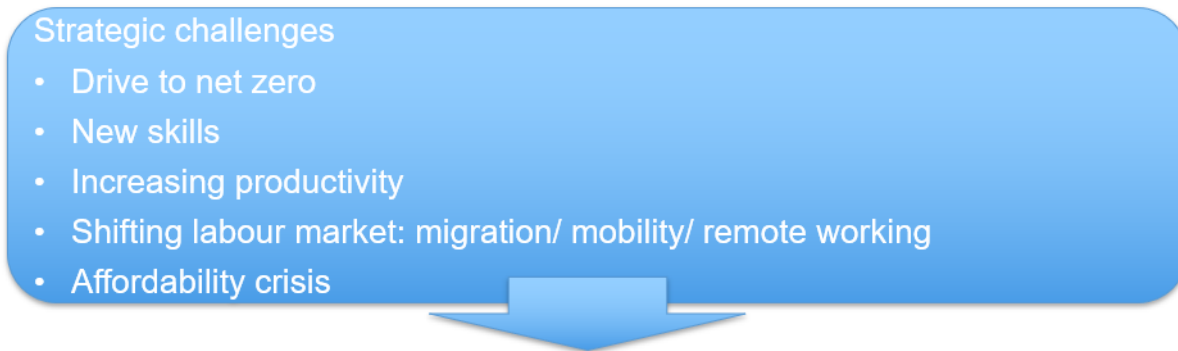 Strategic challenges
• Drive to net zero
• New skills
• Increasing productivity
• Shifting labour market: migration/ mobility/ remote working
• Affordability crisis